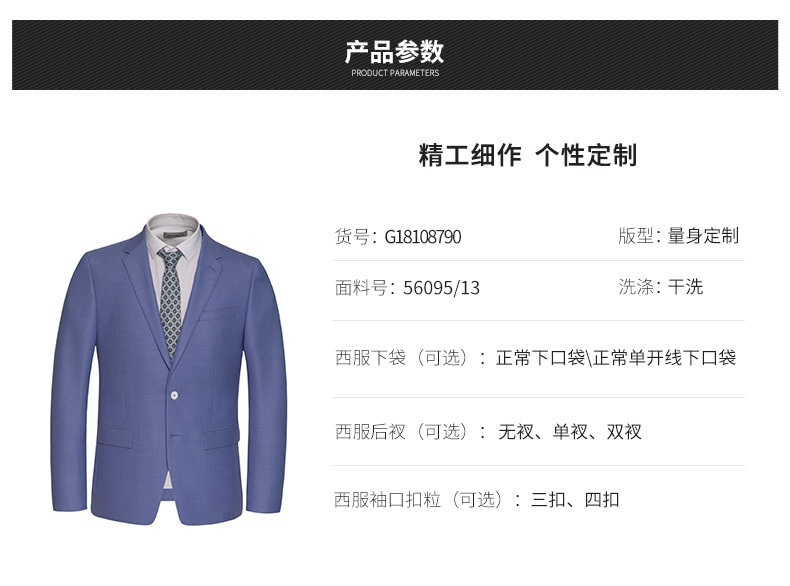 产品参数
PRODUCT PARAMETERS
精工细作 个性定制
货号：G18108790
版型：量身定制
面料号：56095/13
洗涤：干洗
西服下袋（可选）：正常下口袋\正常单开线下口袋
西服后衩（可选）：无衩、单衩、双衩
西服袖口扣粒（可选）：三扣、四扣